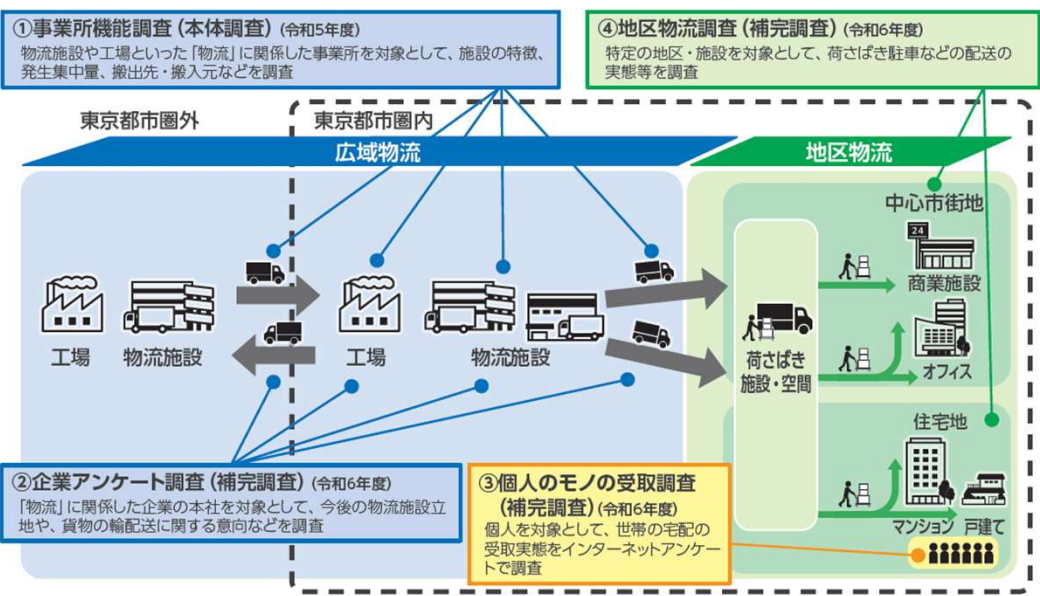 ①事業所機能調査(本体調査)(令和5年度)
物流施設や工場といった「物流」に関係した事業所を対象として、施設の特徴、
発生集中量、搬出先・搬入元などを調査
④地区物流調査(補完調査)(令和6年度)
特定の地区・施設を対象として、荷さばき駐車などの配送の
実態等を調査
東京都市圏外
東京都市圏内
広域物流
地区物流
中心市街地
24
商業施設
オフィス
工場
物流施設
工場
物流施設
荷さばき
施設・空間
住宅地
マンション
戸建て
②企業アンケート調査(補完調査)(令和6年度)
「物流」に関係した企業の本社を対象として、今後の物流施設立
地や、貨物の輸配送に関する意向などを調査
③個人のモノの受取調査
(補完調査)(令和6年度)
個人を対象として、世帯の宅配の
受取実態をインターネットアンケー
トで調査